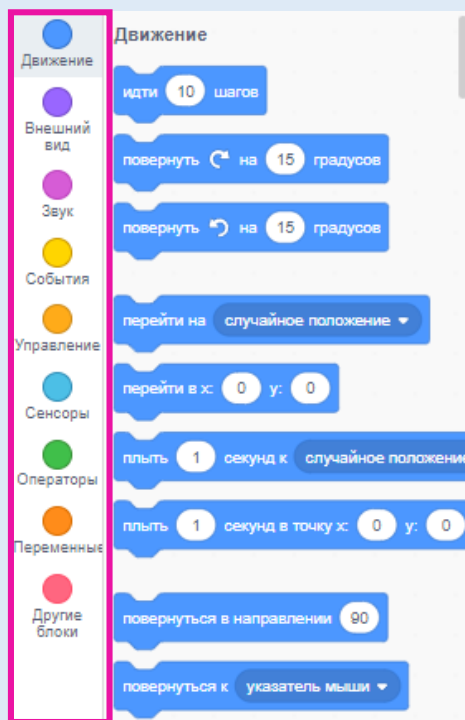 Движение
Внешний
вид
Звук
События
Управление
Сенсоры
Операторы
Переменные
Другие
блоки
Движение
идти 10 шагов
повернуть на 15 градусов
повернуть на 15 градусов
перейти на случайное положение
перейти в x: 0 y: 0
плыть 1 секунд к случайное положение
плыть 1 секунд в точку x: 0 y: 0
повернуться в направлении 90
повернуться к указатель мыши